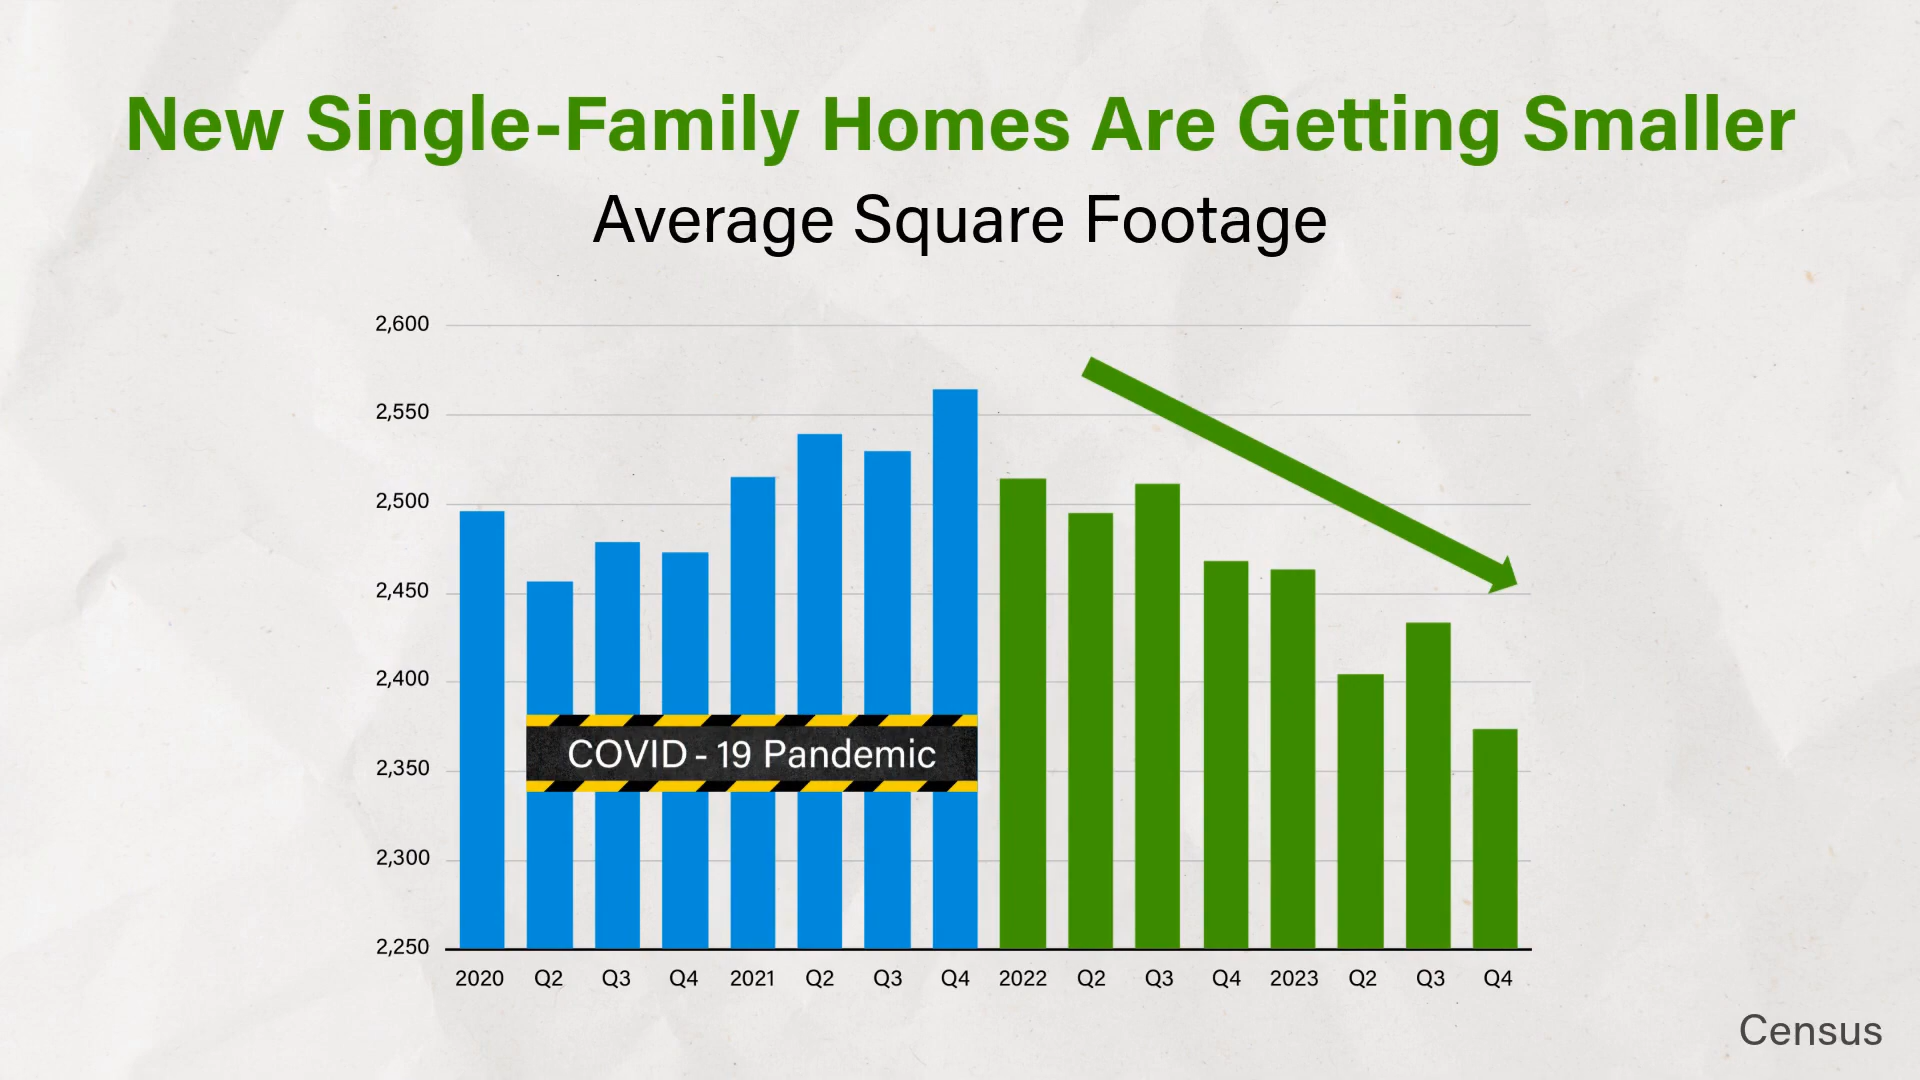 New Single-Family Homes Are Getting Smaller
Average Square Footage
2,600
2,550
2,500
2,450
2,400
2,350
2,300
2,250
COVID - 19 Pandemic
2020 Q2 Q3 Q4 2021 Q2 Q3 Q4 2022 Q2 Q3 Q4 2023 Q2 Q3 Q4
Census